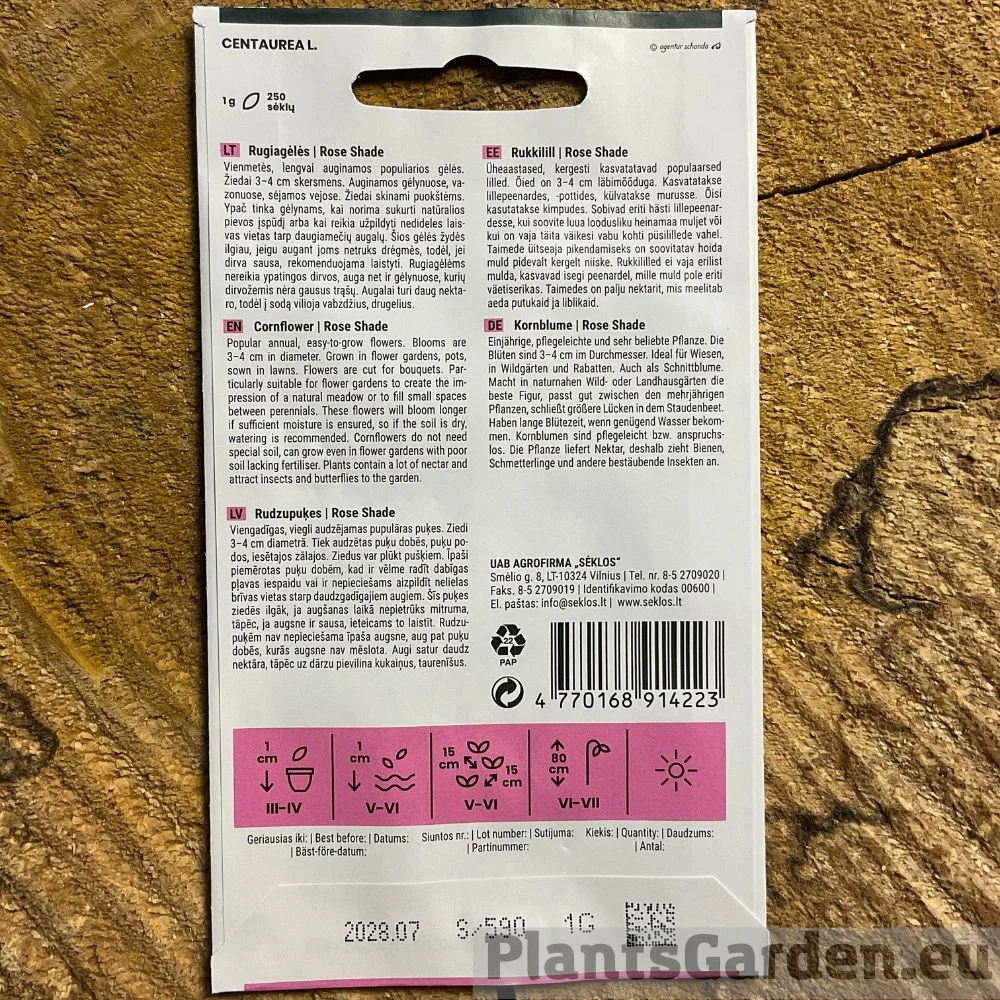 CENTAUREA L.
© agentur schanda
1 g 250
sėklų
LT Rugiagėlės | Rose Shade
Vienmetės, lengvai auginamos populiarios gėlės.
Žiedai 3–4 cm skersmens. Auginamos gėlynuose, va-
zonuose, sėjamos vejose. Žiedai skinami puokštėms.
Ypač tinka gėlynams, kai norima sukurti natūralios
pievos įspūdį arba kai reikia užpildyti nedideles lais-
vas vietas tarp daugiamečių augalų. Šios gėlės žydės
ilgiau, jeigu augant joms netruks drėgmės, todėl, jei
dirva sausa, rekomenduojama laistyti. Rugiagėlėms
nereikia ypatingos dirvos, auga net ir gėlynuose, kurių
dirvožemis nėra gausus trąšų. Augalai turi daug nekta-
ro, todėl į sodą vilioja vabzdžius, drugelius.
EE Rukkilill | Rose Shade
Üheaastased, kergesti kasvatatavad populaarsed
lilled. Õied on 3–4 cm läbimõõduga. Kasvatatakse
lillepeenardes, -pottides, külvatakse murusse. Õisi
kasutatakse kimpudes. Sobivad eriti hästi lillepeenar-
desse, kui soovite luua loodusliku heinamaa muljet või
kui on vaja täita väikesi vabu kohti püsilillede vahel.
Taimede õitseaja pikendamiseks on soovitatav hoida
muld pidevalt kergelt niiske. Rukkililled ei vaja erilist
mulda, kasvavad isegi peenardel, mille muld pole eriti
väetiserikas. Taimedes on palju nektarit, mis meelitab
aeda putukaid ja liblikaid.
EN Cornflower | Rose Shade
Popular annual, easy-to-grow flowers. Blooms are
3–4 cm in diameter. Grown in flower gardens, pots,
sown in lawns. Flowers are cut for bouquets. Par-
ticularly suitable for flower gardens to create the im-
pression of a natural meadow or to fill small spaces
between perennials. These flowers will bloom longer
if sufficient moisture is ensured, so if the soil is dry,
watering is recommended. Cornflowers do not need
special soil, can grow even in flower gardens with poor
soil lacking fertiliser. Plants contain a lot of nectar and
attract insects and butterflies to the garden.
DE Kornblume | Rose Shade
Einjährige, pflegeleichte und sehr beliebte Pflanze. Die
Blüten sind 3–4 cm im Durchmesser. Ideal für Wiesen,
in Wildgärten und Rabatten. Auch als Schnittblume.
Macht in naturnahen Wild- oder Landhausgärten die
beste Figur, passt gut zwischen den mehrjährigen
Pflanzen, schließt größere Lücken in dem Staudenbeet.
Haben lange Blütezeit, wenn genügend Wasser bekom-
men. Kornblumen sind pflegeleicht bzw. anspruchs-
los. Die Pflanze liefert Nektar, deshalb zieht Bienen,
Schmetterlinge und andere bestäubende Insekten an.
LV Rudzupuķes | Rose Shade
Viengadīgas, viegli audzējamas pupulāras puķes. Ziedi
3–4 cm diametrā. Tiek audzētas puķu dobēs, puķu po-
dos, iesētajos zālajos. Ziedus var plūkt pušķiem. Īpaši
piemērotas puķu dobēm, kad ir vēlme radīt dabīgas
pļavas iespaidu vai ir nepieciešams aizpildīt nelielas
brīvas vietas starp daudzgadīgajiem augiem. Šīs puķes
ziedēs ilgāk, ja augšanas laikā nepietrūks mitruma,
tāpēc, ja augsne ir sausa, ieteicams to laistīt. Rudzu-
puķēm nav nepieciešama īpaša augsne, aug pat puķu
dobēs, kurās augsne nav mēslota. Augi satur daudz
nektāra, tāpēc uz dārzu pievilina kukaiņus, taurenīšus.
UAB AGROFIRMA „SĖKLOS“
Smėlio g. 8, LT-10324 Vilnius | Tel. nr. 8-5 2709020 |
Faks. 8-5 2709019 | Identifikavimo kodas 00600 |
El. paštas: info@seklos.lt | www.seklos.lt
22
PAP
4 770168 914223
1 cm III–IV
1 cm V–VI
15 cm 15 cm V–VI
80 cm VI–VII
Geriausias iki: | Best before: | Datums:
| Bäst-före-datum:
Siuntos nr.: | Lot number: | Sutijuma:
| Partinummer:
Kiekis: | Quantity: | Daudzums:
| Antal:
2028.07 S/590 1G
PlantsGarden.eu